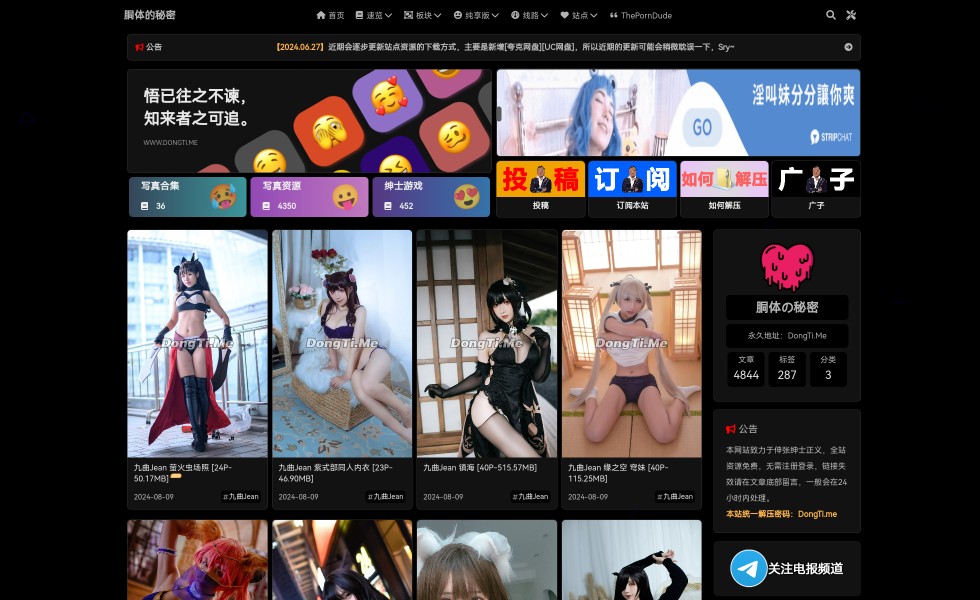 胴体的秘密
首页 速览 板块 纯享版 线路 站点 ThePornDude
公告
【2024.06.27】近期会逐步更新站点资源的下载方式，主要是新增[夸克网盘][UC网盘]，所以近期的更新可能会稍微耽误一下，Sry~
悟已往之不谏，
知来者之可追。
WWW.DONGTI.ME
淫叫妹分分讓你爽
GO
STRIPCHAT
写真合集
36
写真资源
4350
绅士游戏
452
投稿
订阅
如何解压
广子
投稿
订阅本站
如何解压
广子
DongTi.Me
DongTi.Me
DongTi.Me
DongTi.Me
九曲Jean 萤火虫场照 [24P-
50.17MB]
2024-08-09 #九曲Jean
九曲Jean 紫式部同人内衣 [23P-
46.90MB]
2024-08-09 #九曲Jean
九曲Jean 镇海 [40P-515.57MB]
2024-08-09 #九曲Jean
九曲Jean 缘之空 穹妹 [40P-
115.25MB]
2024-08-09 #九曲Jean
胴体の秘密
永久地址：DongTi.Me
文章 标签 分类
4844 287 3
公告
本网站致力于伸张绅士正义，全站
资源免费，无需注册登录，链接失
效请在文章底部留言，一般会在24
小时内处理。
本站统一解压密码：DongTi.me
关注电报频道